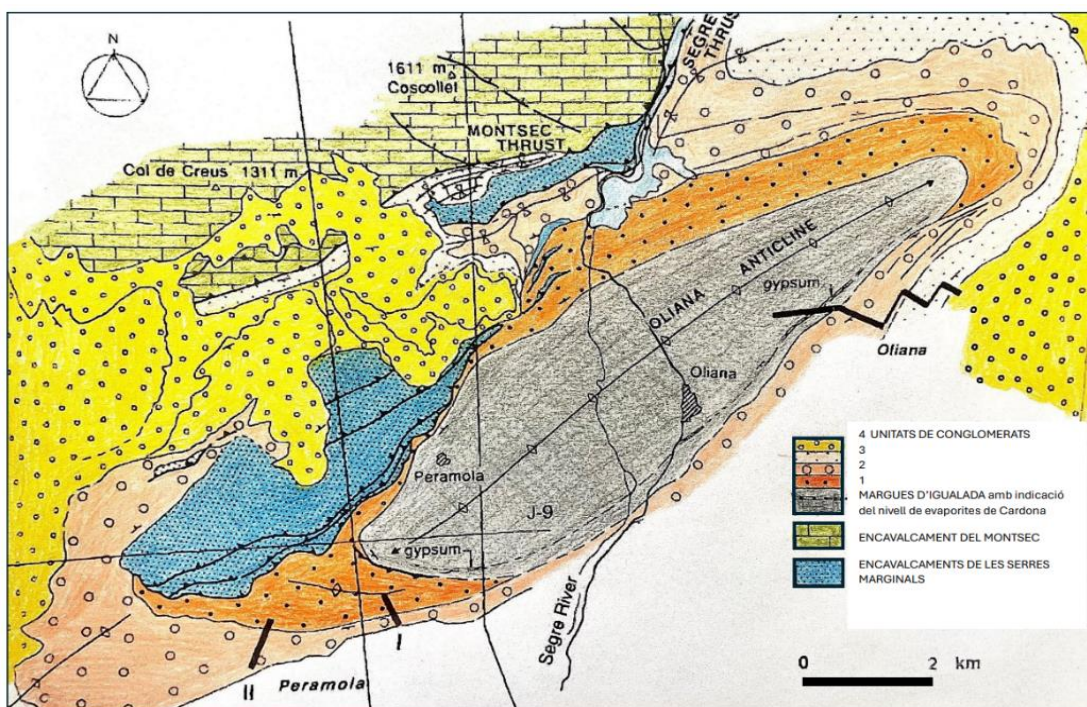 N
1611 m
Coscollet
SEGRE
THRUST
MONTSEC
THRUST
Col de Creus 1311 m
OLIANA ANTICLINE
gypsum
Oliana
Oliana
Peramola
J-9
gypsum
Segre River
I
II
Peramola
4 UNITATS DE CONGLOMERATS
3
2
1
MARGUES D'IGUALADA amb indicació
del nivell de evaporites de Cardona
ENCAVALCAMENT DEL MONTSEC
ENCAVALCAMENTS DE LES SERRES
MARGINALS
0 2 km